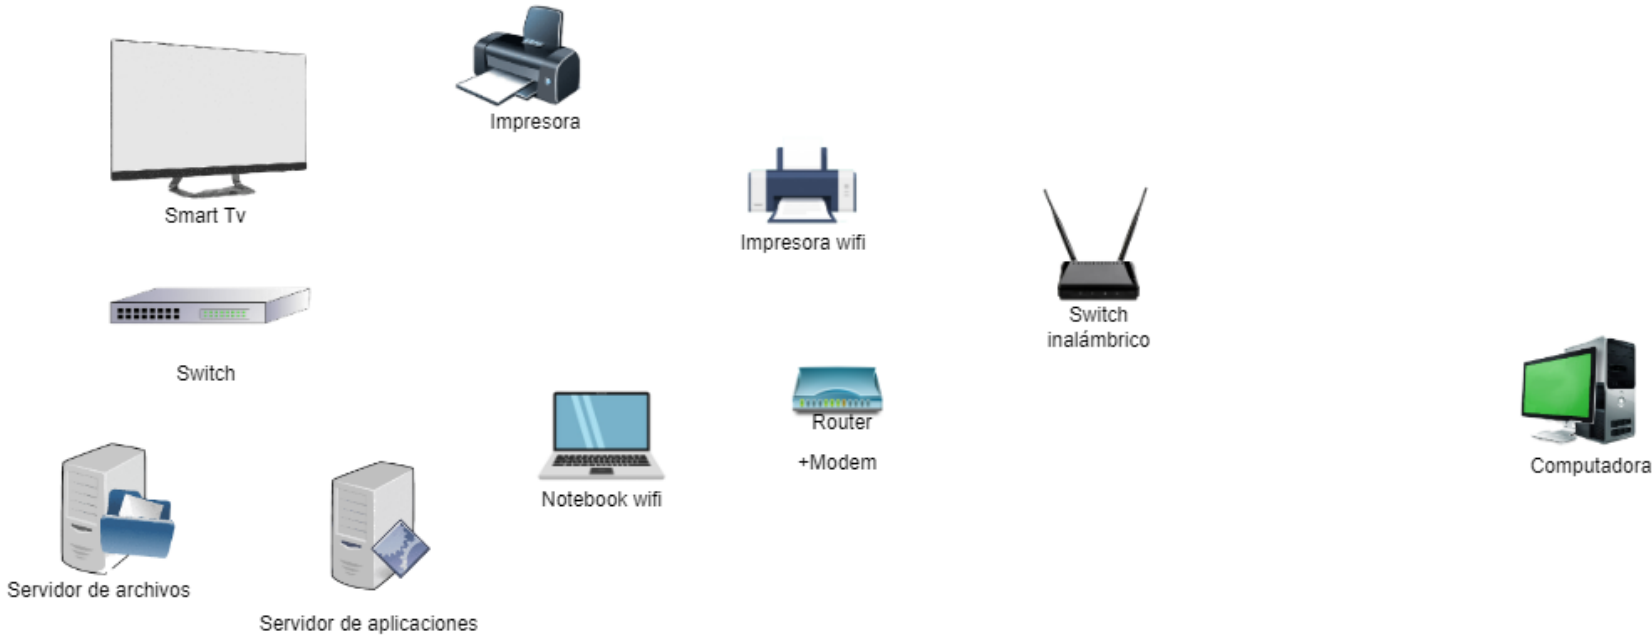 Impresora
Smart Tv
Impresora wifi
Switch
inalámbrico
Switch
Router
+Modem
Computadora
Notebook wifi
Servidor de archivos
Servidor de aplicaciones